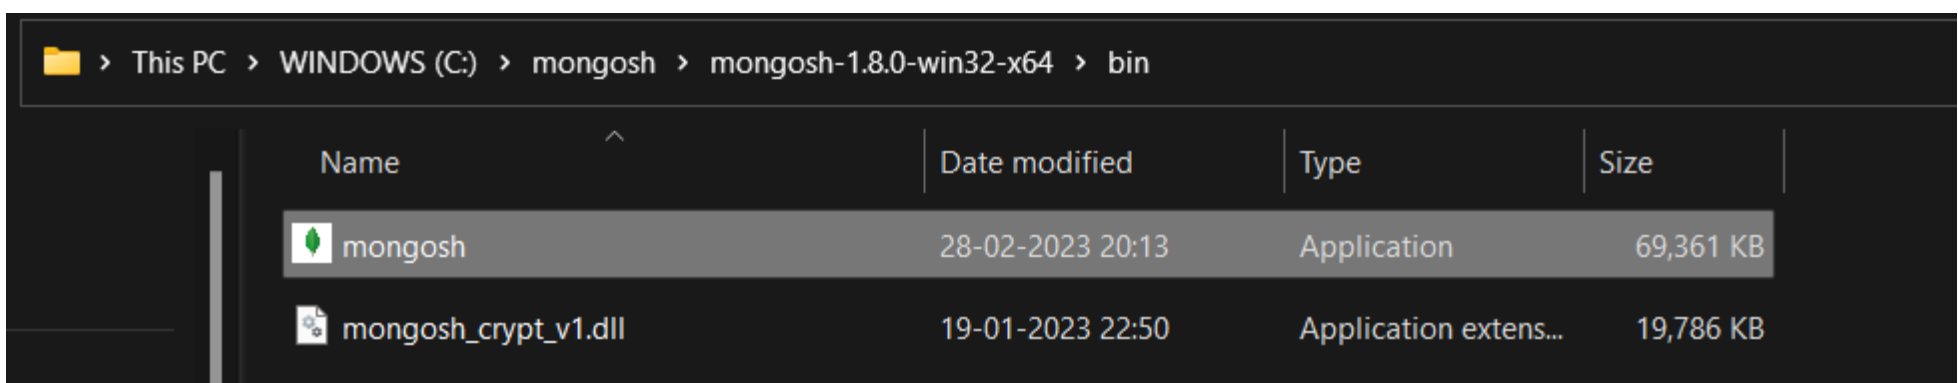 This PC > WINDOWS (C:) > mongosh > mongosh-1.8.0-win32-x64 > bin
Name Date modified Type Size
mongosh 28-02-2023 20:13 Application 69,361 KB
mongosh_crypt_v1.dll 19-01-2023 22:50 Application extens... 19,786 KB